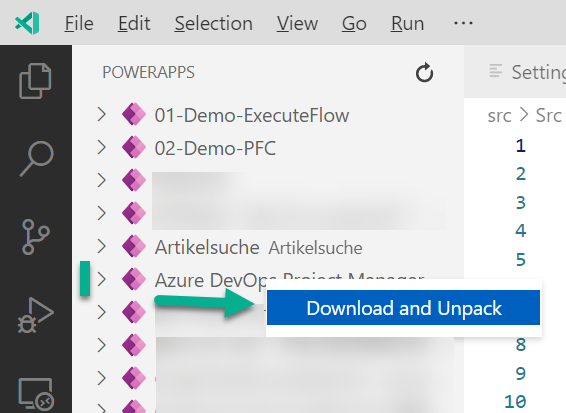 File Edit Selection View Go Run ···
POWERAPPS
Setting
01-Demo-ExecuteFlow
src > Src
02-Demo-PFC
1
2
3
4
Artikelsuche Artikelsuche
5
Azure DevOps Project Manager
Download and Unpack
8
9
10